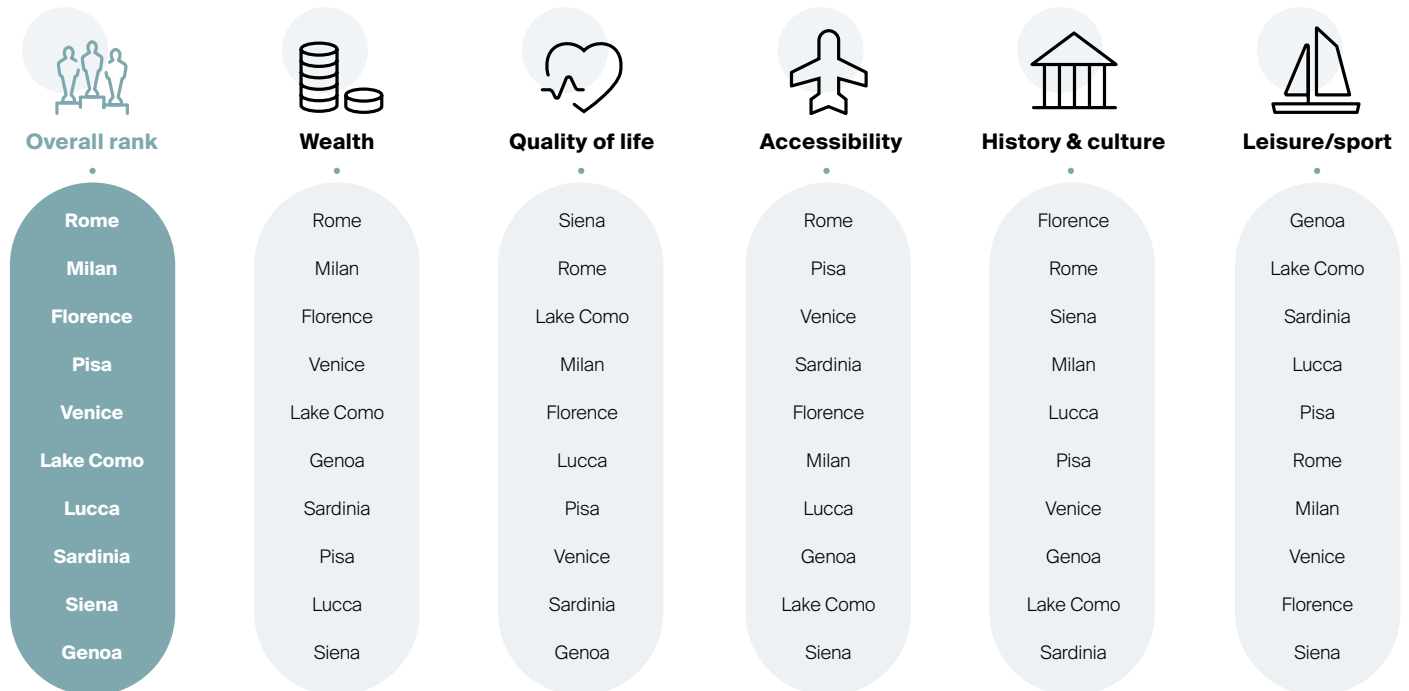 Overall rank Wealth Quality of life Accessibility History & culture Leisure/sport
Rome Rome Siena Rome Florence Genoa
Milan Milan Rome Pisa Rome Lake Como
Florence Florence Lake Como Venice Siena Sardinia
Pisa Venice Milan Sardinia Milan Lucca
Venice Lake Como Florence Florence Lucca Pisa
Lake Como Genoa Lucca Milan Pisa Rome
Lucca Sardinia Pisa Lucca Venice Milan
Sardinia Pisa Venice Genoa Genoa Venice
Siena Lucca Sardinia Lake Como Lake Como Florence
Genoa Siena Genoa Siena Sardinia Siena